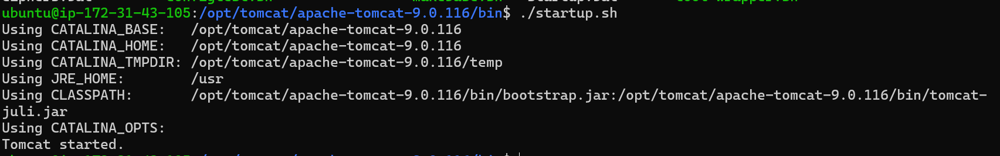 ubuntu@ip-172-31-43-105:/opt/tomcat/apache-tomcat-9.0.116/bin$ ./startup.sh
Using CATALINA_BASE:   /opt/tomcat/apache-tomcat-9.0.116
Using CATALINA_HOME:   /opt/tomcat/apache-tomcat-9.0.116
Using CATALINA_TMPDIR: /opt/tomcat/apache-tomcat-9.0.116/temp
Using JRE_HOME:        /usr
Using CLASSPATH:       /opt/tomcat/apache-tomcat-9.0.116/bin/bootstrap.jar:/opt/tomcat/apache-tomcat-9.0.116/bin/tomcat-
juli.jar
Using CATALINA_OPTS:
Tomcat started.